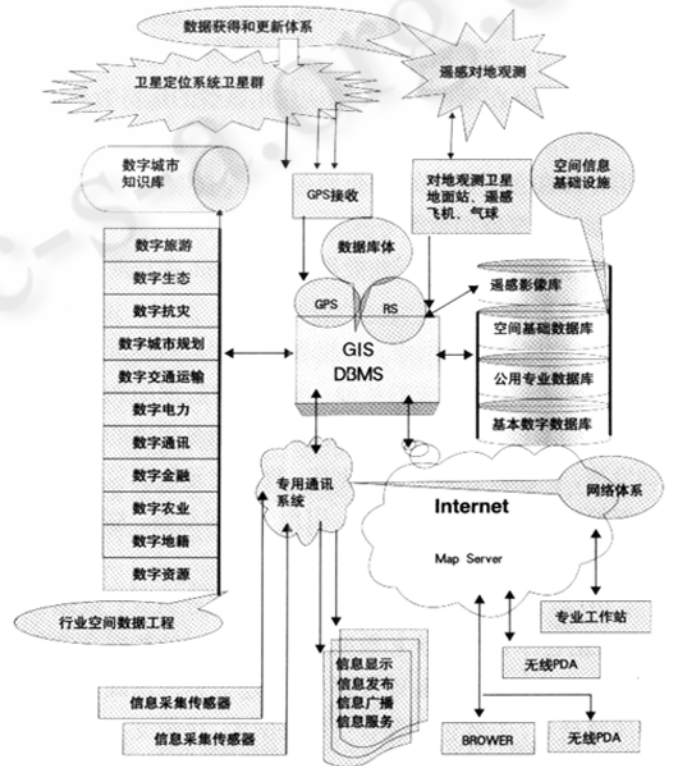 数据获得和更新体系
卫星定位系统卫星群
遥感对地观测
数字城市
知识库
GPS接收
对地观测卫星
地面站、遥感
飞机、气球
空间信息
基础设施
数据库体
GPS
RS
GIS
DBMS
数字旅游
数字生态
数字抗灾
数字城市规划
数字交通运输
数字电力
数字通讯
数字金融
数字农业
数字地籍
数字资源
遥感影像库
空间基础数据库
公用专业数据库
基本数字数据库
专用通讯
系统
Internet
Map Server
网络体系
行业空间数据工程
专业工作站
无线PDA
信息显示
信息发布
信息广播
信息服务
信息采集传感器
信息采集传感器
BROWER
无线PDA